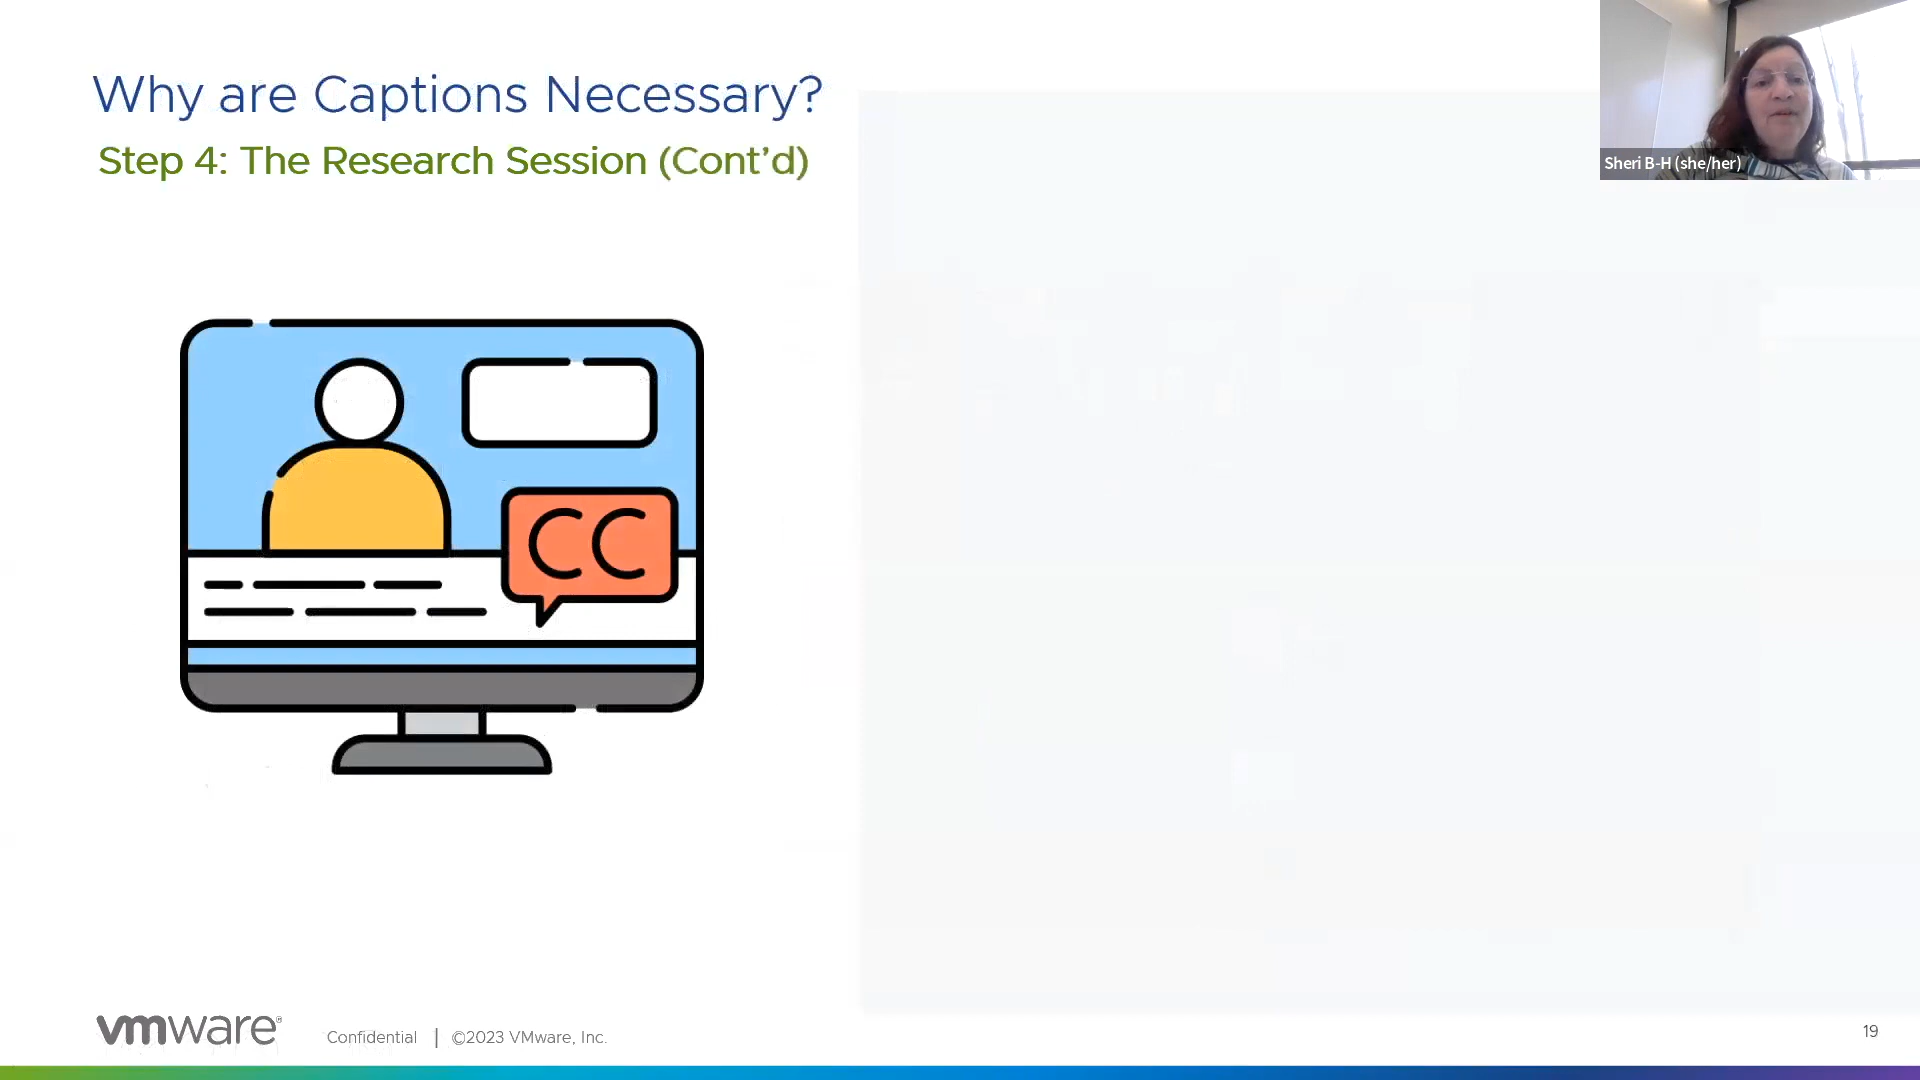 Why are Captions Necessary?
Step 4: The Research Session (Cont’d)
Sheri B-H (she/her)
CC
vmware®
Confidential | ©2023 VMware, Inc.
19